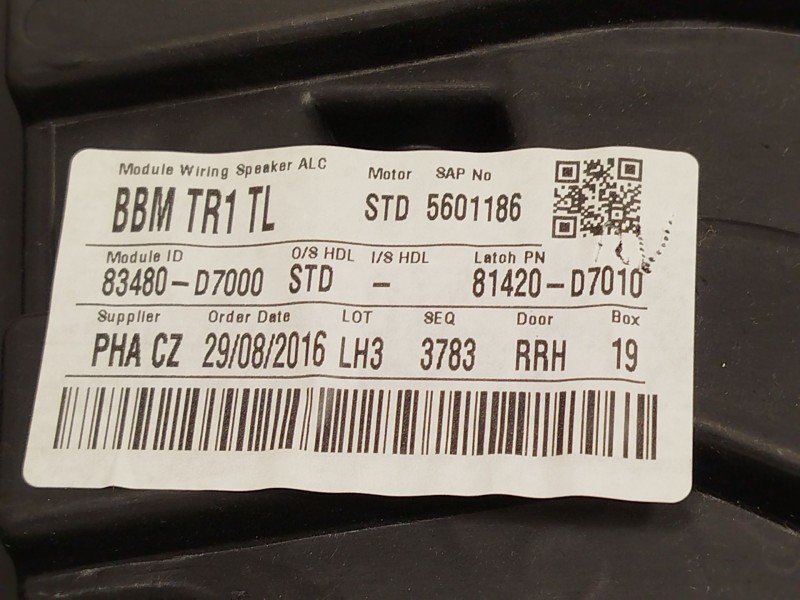 Module Wiring Speaker ALC Motor SAP No
BBM TR1 TL STD 5601186
Module ID O/S HDL I/S HDL Latch PN
83480-D7000 STD - 81420-D7010
Supplier Order Date LOT SEQ Door Box
PHA CZ 29/08/2016 LH3 3783 RRH 19